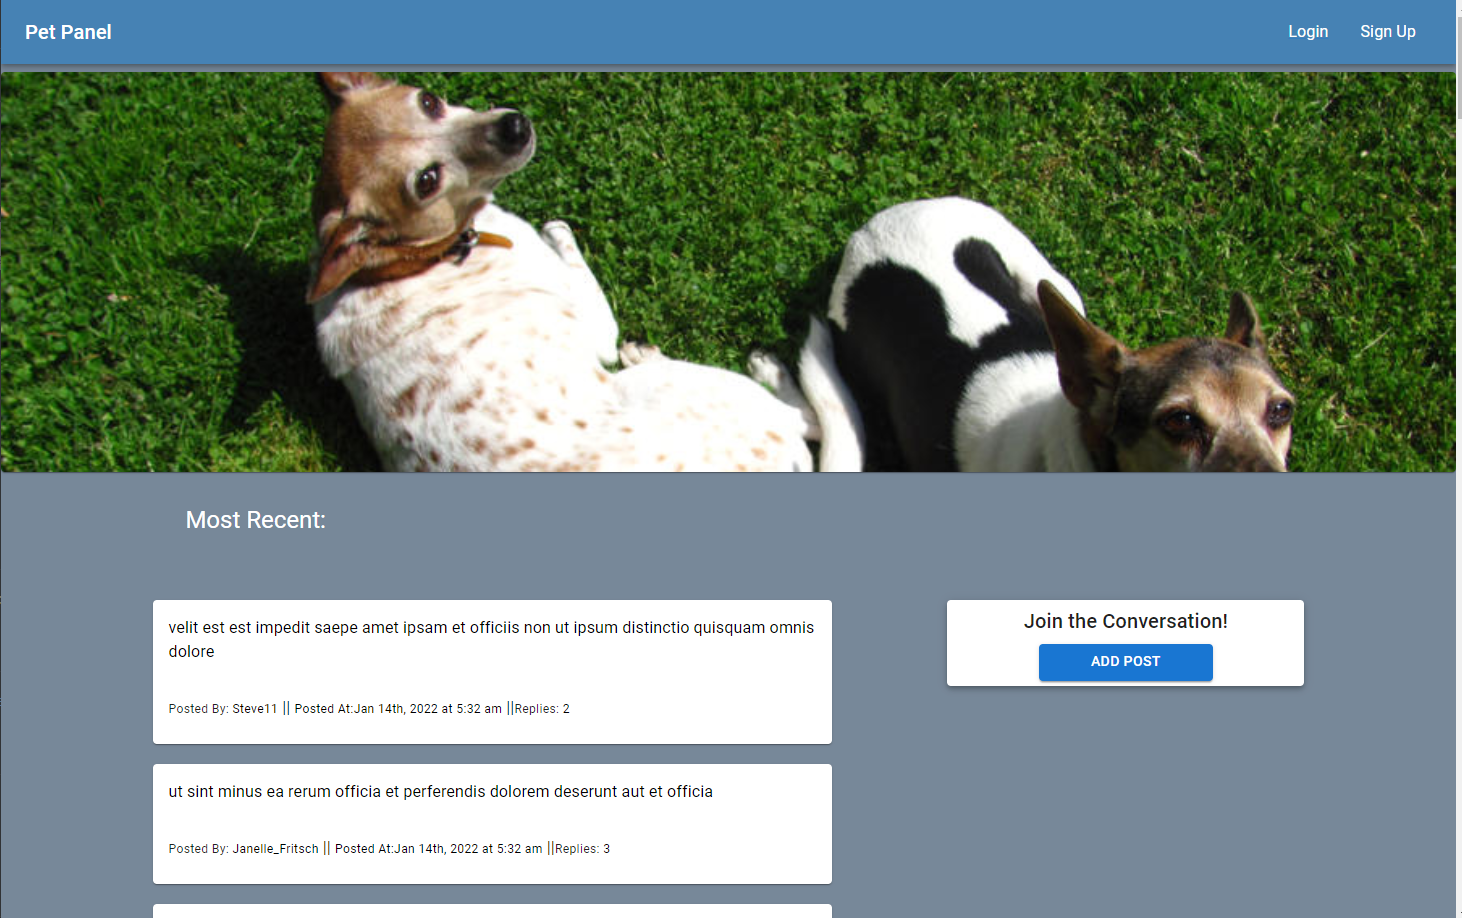 Pet Panel
Login Sign Up
Most Recent:
velit est est impedit saepe amet ipsam et officiis non ut ipsum distinctio quisquam omnis
dolore
Posted By: Steve11 || Posted At:Jan 14th, 2022 at 5:32 am ||Replies: 2
Join the Conversation!
ADD POST
ut sint minus ea rerum officia et perferendis dolorem deserunt aut et officia
Posted By: Janelle_Fritsch || Posted At:Jan 14th, 2022 at 5:32 am ||Replies: 3